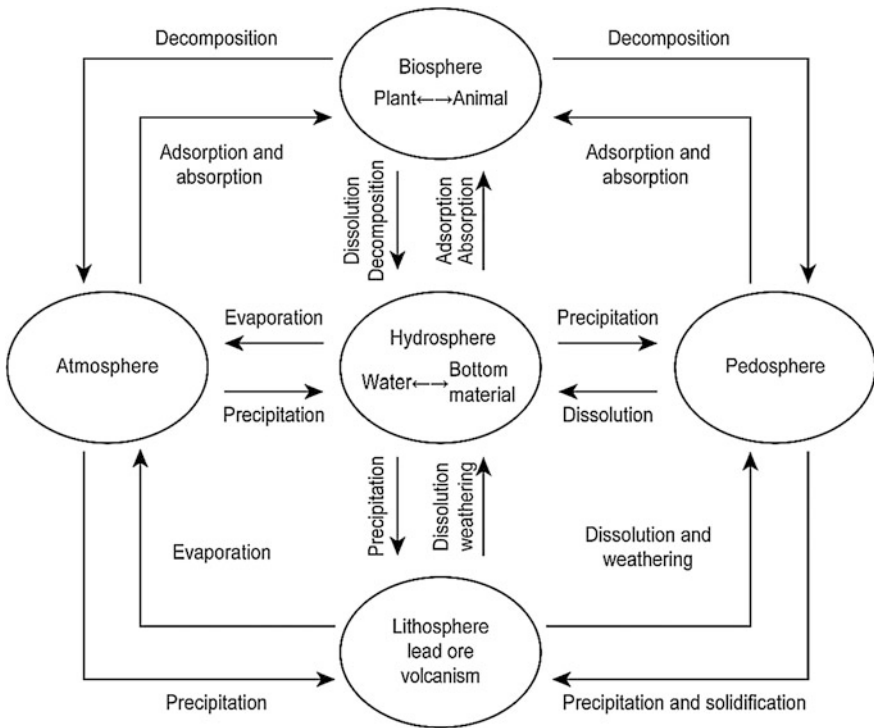 Decomposition
Biosphere
Plant←→Animal
Decomposition
Adsorption and
absorption
Adsorption and
absorption
Dissolution
Decomposition
Adsorption
Absorption
Evaporation
Precipitation
Atmosphere
Hydrosphere
Water←→Bottom
material
Pedosphere
Precipitation
Dissolution
Precipitation
Dissolution
weathering
Evaporation
Dissolution and
weathering
Lithosphere
lead ore
volcanism
Precipitation
Precipitation and solidification